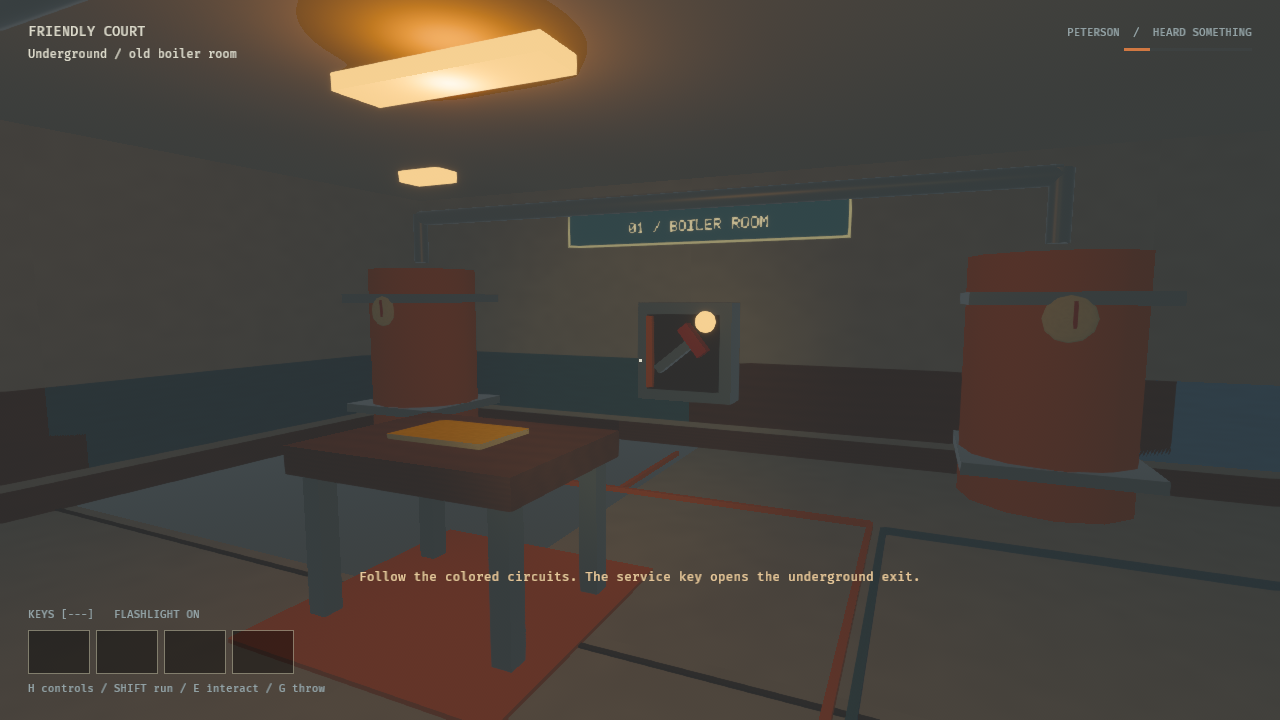 FRIENDLY COURT
Underground / old boiler room
PETERSON / HEARD SOMETHING
01 / BOILER ROOM
Follow the colored circuits. The service key opens the underground exit.
KEYS [---] FLASHLIGHT ON
H controls / SHIFT run / E interact / G throw